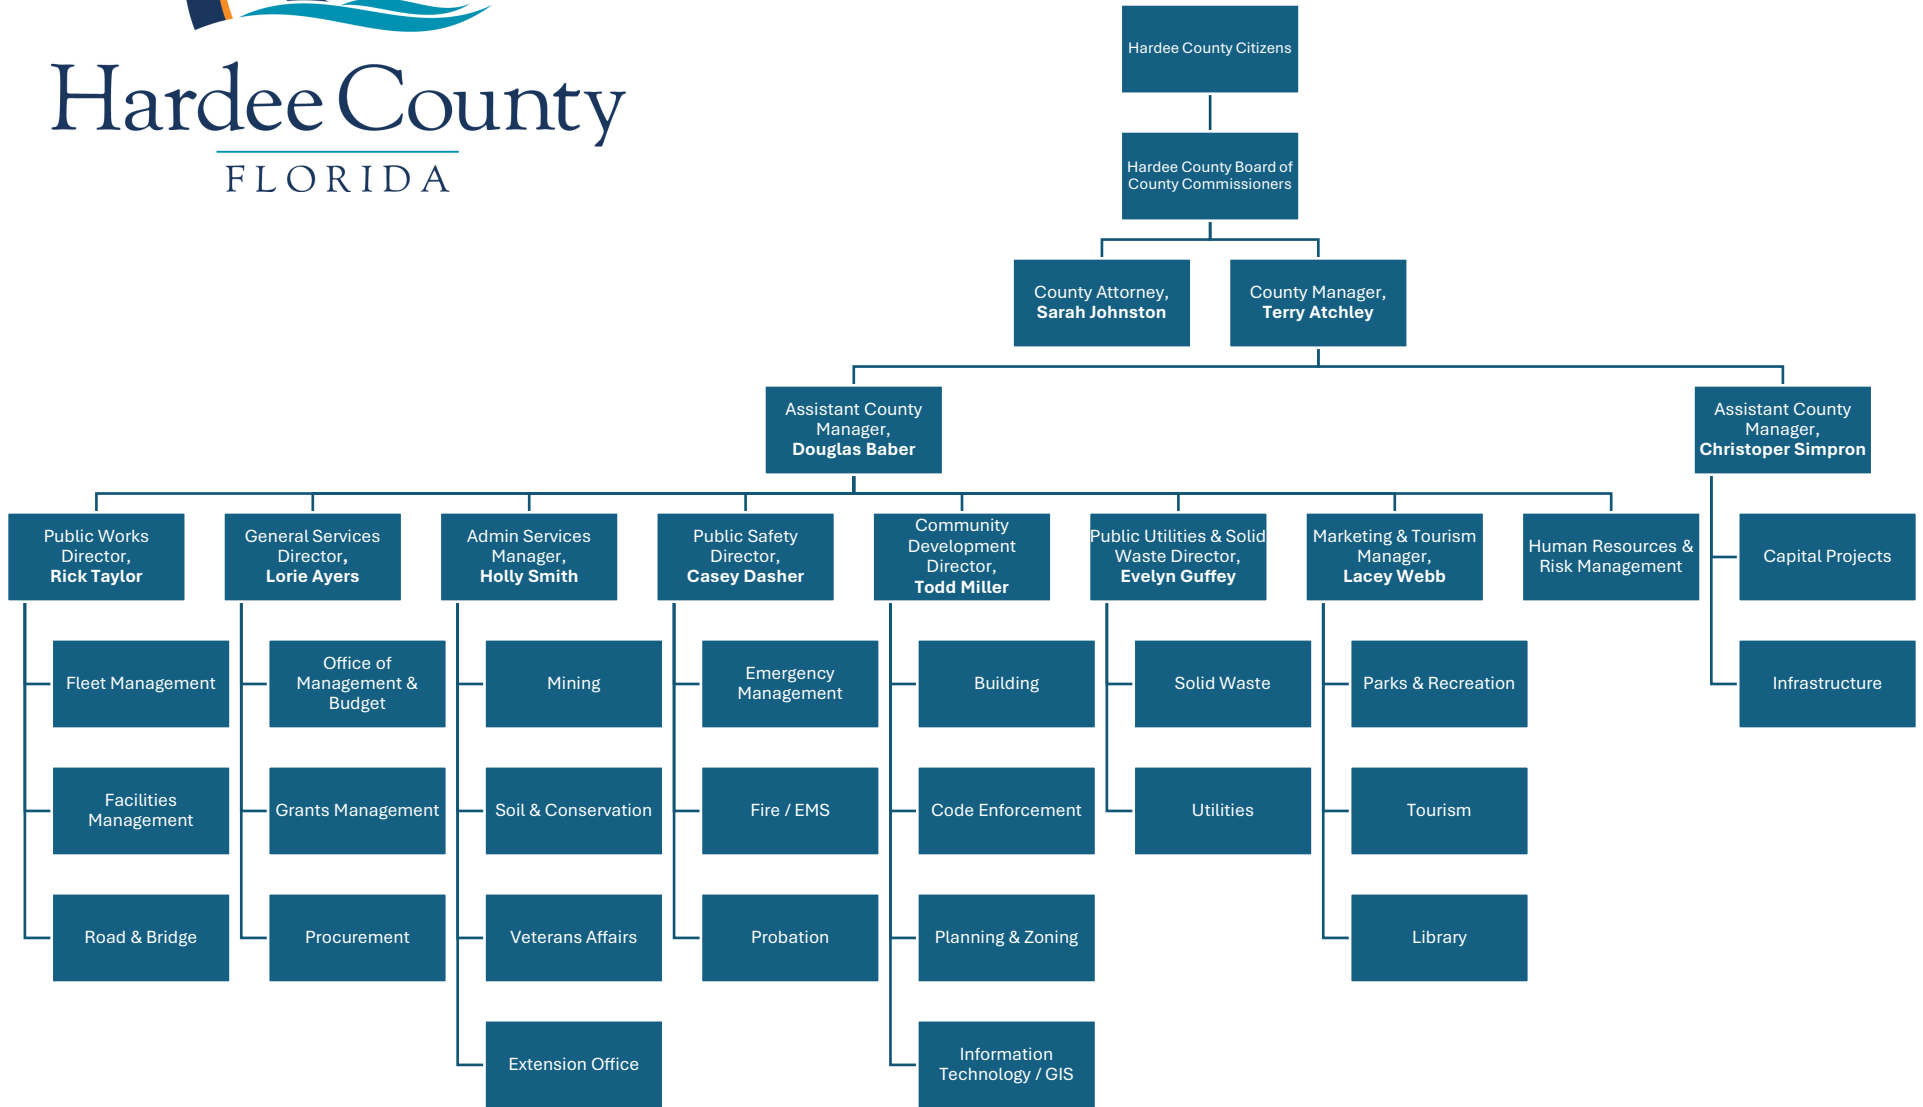 Hardee County
FLORIDA
Hardee County Citizens
Hardee County Board of
County Commissioners
County Attorney,
Sarah Johnston
County Manager,
Terry Atchley
Assistant County
Manager,
Douglas Baber
Assistant County
Manager,
Christoper Simpron
Public Works
Director,
Rick Taylor
General Services
Director,
Lorie Ayers
Admin Services
Manager,
Holly Smith
Public Safety
Director,
Casey Dasher
Community
Development
Director,
Todd Miller
Public Utilities & Solid
Waste Director,
Evelyn Guffey
Marketing & Tourism
Manager,
Lacey Webb
Human Resources &
Risk Management
Capital Projects
Fleet Management
Office of
Management &
Budget
Mining
Emergency
Management
Building
Solid Waste
Parks & Recreation
Infrastructure
Facilities
Management
Grants Management
Soil & Conservation
Fire / EMS
Code Enforcement
Utilities
Tourism
Road & Bridge
Procurement
Veterans Affairs
Probation
Planning & Zoning
Library
Extension Office
Information
Technology / GIS